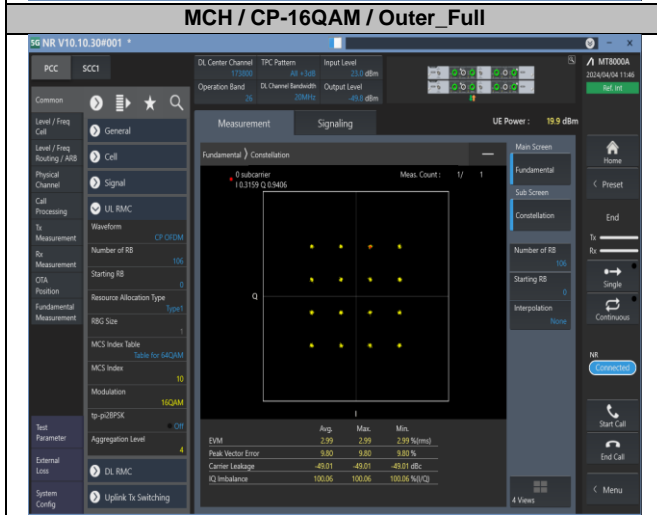 MCH / CP-16QAM / Outer_Full
5G NR V10.10.30#001 *
PCC
SCC1
DL Center Channel
173800
TPC Pattern
All +3dB
Input Level
23.0 dBm
Operation Band
26
DL Channel Bandwidth
20MHz
Output Level
-49.8 dBm
MT8000A
2024/04/04 11:46
Ref. Int
Common
Level / Freq
Cell
Level / Freq
Routing / ARB
Physical
Channel
Call
Processing
Tx
Measurement
Rx
Measurement
OTA
Position
Fundamental
Measurement
Test
Parameter
External
Loss
System
Config
General
Cell
Signal
UL RMC
Waveform
CP OFDM
Number of RB
106
Starting RB
0
Resource Allocation Type
Type1
RBG Size
1
MCS Index Table
Table for 64QAM
MCS Index
10
Modulation
16QAM
tp-pi2BPSK
Off
Aggregation Level
4
DL RMC
Uplink Tx Switching
Measurement
Signaling
UE Power : 19.9 dBm
Fundamental
Constellation
0 subcarrier
I 0.3159 Q 0.9406
Meas. Count : 1/ 1
Q
I
Avg. Max. Min.
EVM 2.99 2.99 2.99 %(rms)
Peak Vector Error 9.80 9.80 9.80 %
Carrier Leakage -49.01 -49.01 -49.01 dBc
IQ Imbalance 100.06 100.06 100.06 %(I/Q)
Main Screen
Fundamental
Sub Screen
Constellation
Number of RB
106
Starting RB
0
Interpolation
None
4 Views
Home
Preset
End
Tx
Rx
Single
Continuous
NR
Connected
Start Call
End Call
Menu